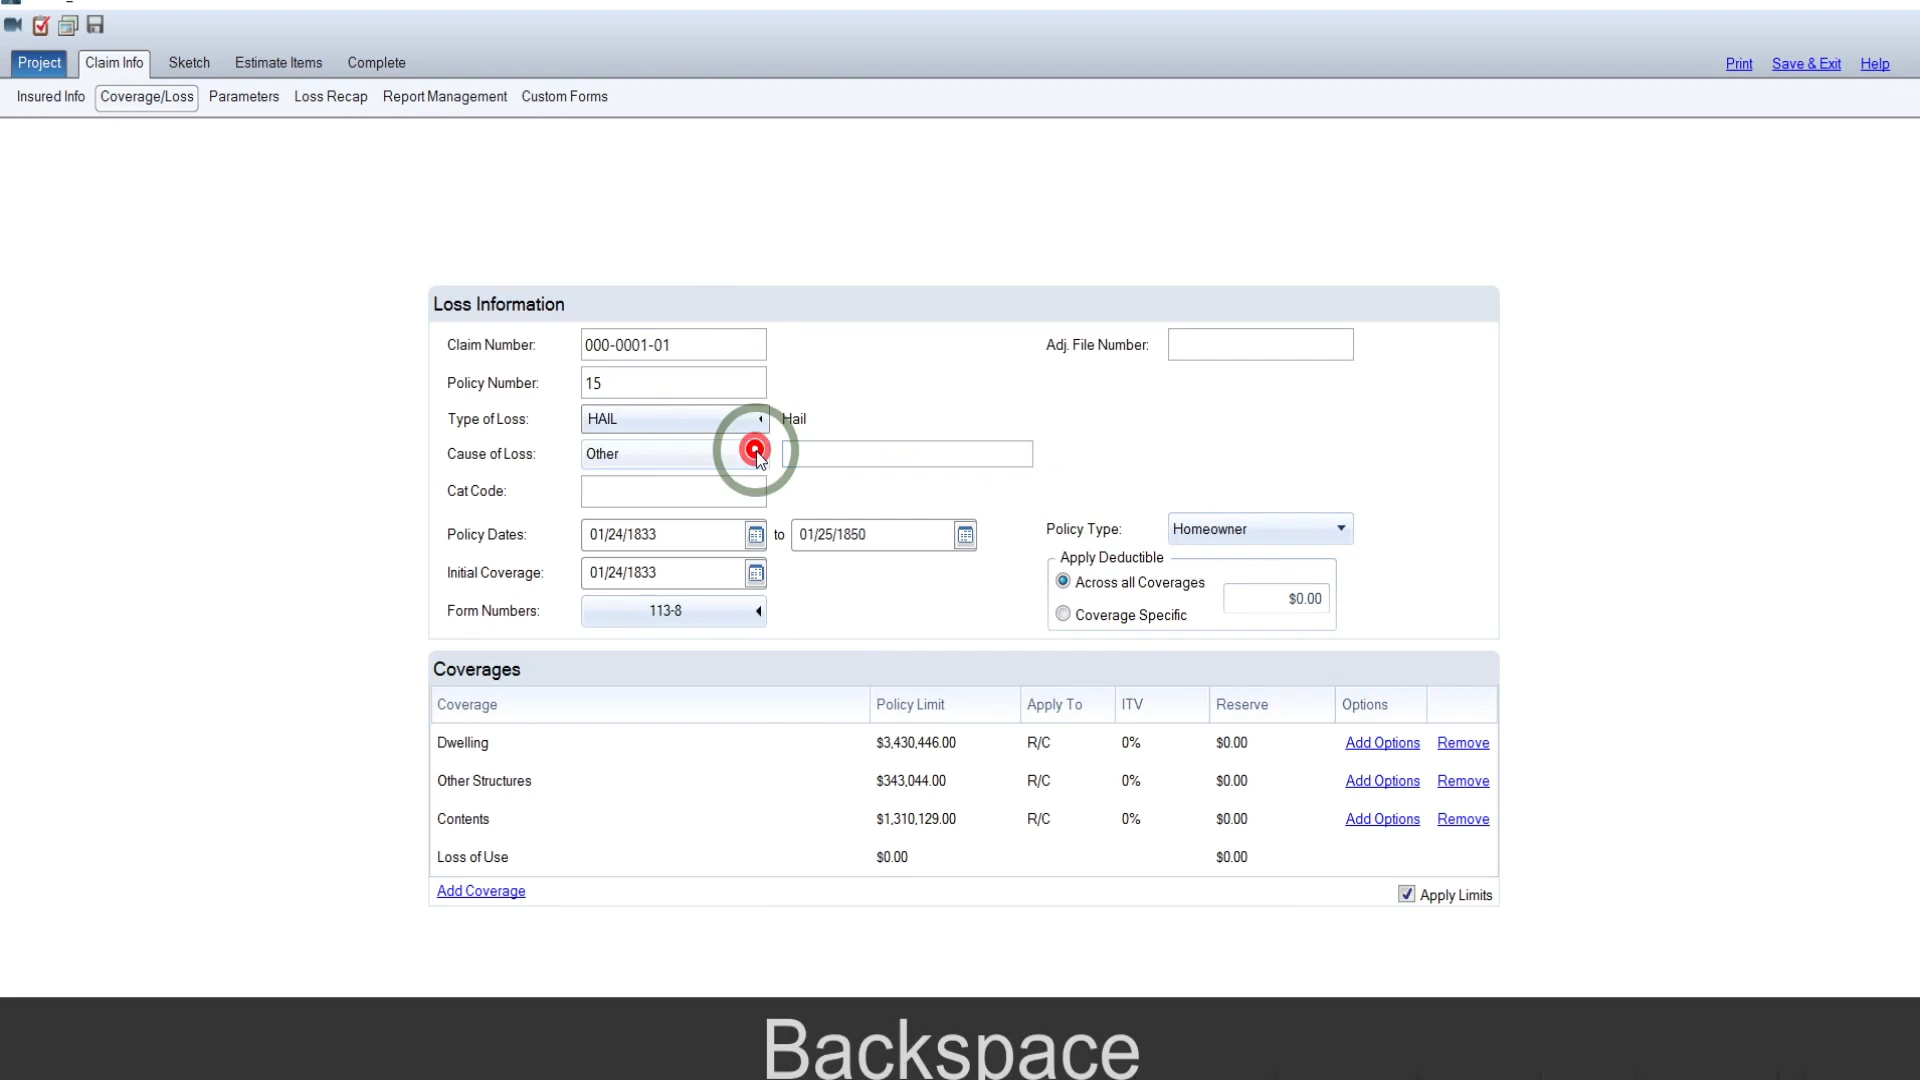 Project Claim Info Sketch Estimate Items Complete Print Save & Exit Help
Insured Info Coverage/Loss Parameters Loss Recap Report Management Custom Forms
Loss Information
Claim Number: 000-0001-01 Adj. File Number:
Policy Number: 15
Type of Loss: HAIL Hail
Cause of Loss: Other
Cat Code:
Policy Dates: 01/24/1833 to 01/25/1850 Policy Type: Homeowner
Apply Deductible
Initial Coverage: 01/24/1833 Across all Coverages $0.00
Form Numbers: 113-8 Coverage Specific
Coverages
Coverage Policy Limit Apply To ITV Reserve Options
Dwelling $3,430,446.00 R/C 0% $0.00 Add Options Remove
Other Structures $343,044.00 R/C 0% $0.00 Add Options Remove
Contents $1,310,129.00 R/C 0% $0.00 Add Options Remove
Loss of Use $0.00 $0.00
Add Coverage Apply Limits
Backspace